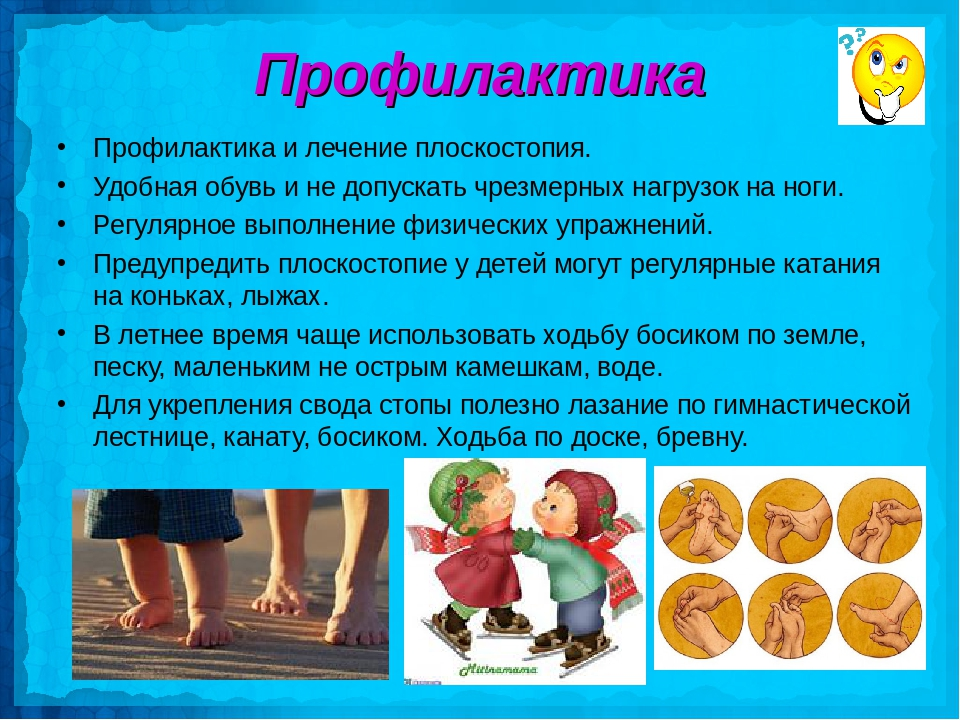 Профилактика
? ?
• Профилактика и лечение плоскостопия.
• Удобная обувь и не допускать чрезмерных нагрузок на ноги.
• Регулярное выполнение физических упражнений.
• Предупредить плоскостопие у детей могут регулярные катания
на коньках, лыжах.
• В летнее время чаще использовать ходьбу босиком по земле,
песку, маленьким не острым камешкам, воде.
• Для укрепления свода стопы полезно лазание по гимнастической
лестнице, канату, босиком. Ходьба по доске, бревну.